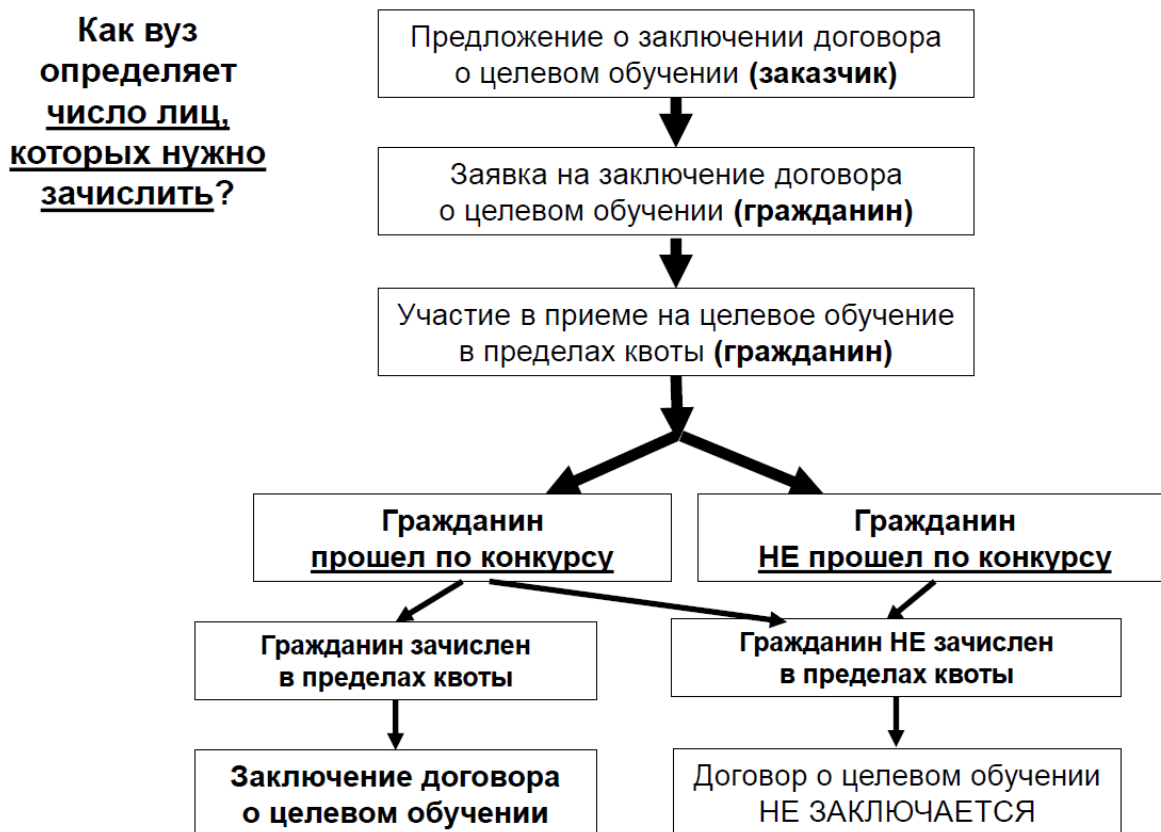 Как вуз
определяет
число лиц,
которых нужно
зачислить?
Предложение о заключении договора
о целевом обучении (заказчик)
Заявка на заключение договора
о целевом обучении (гражданин)
Участие в приеме на целевое обучение
в пределах квоты (гражданин)
Гражданин
прошел по конкурсу
Гражданин
НЕ прошел по конкурсу
Гражданин зачислен
в пределах квоты
Гражданин НЕ зачислен
в пределах квоты
Заключение договора
о целевом обучении
Договор о целевом обучении
НЕ ЗАКЛЮЧАЕТСЯ